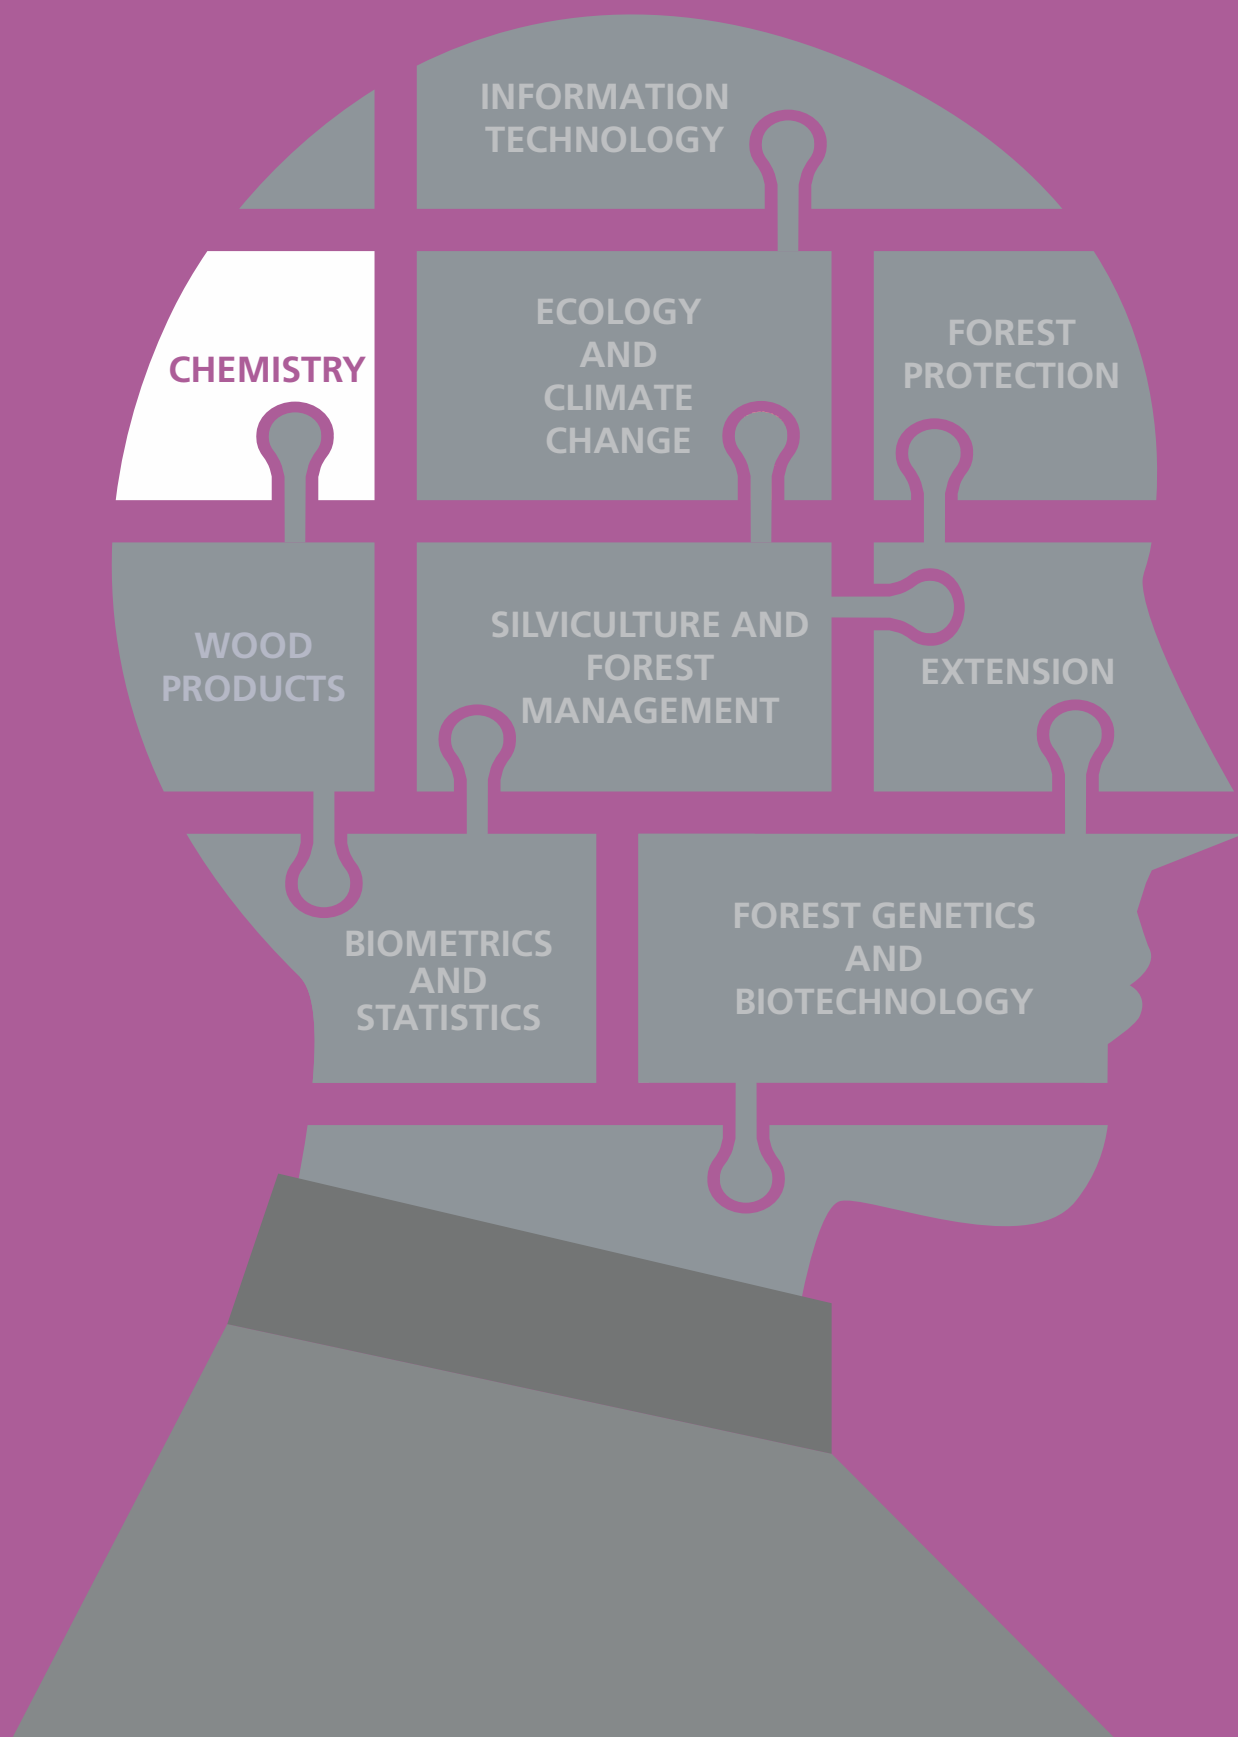 INFORMATION
TECHNOLOGY
CHEMISTRY
ECOLOGY
AND
CLIMATE
CHANGE
FOREST
PROTECTION
WOOD
PRODUCTS
SILVICULTURE AND
FOREST
MANAGEMENT
EXTENSION
BIOMETRICS
AND
STATISTICS
FOREST GENETICS
AND
BIOTECHNOLOGY